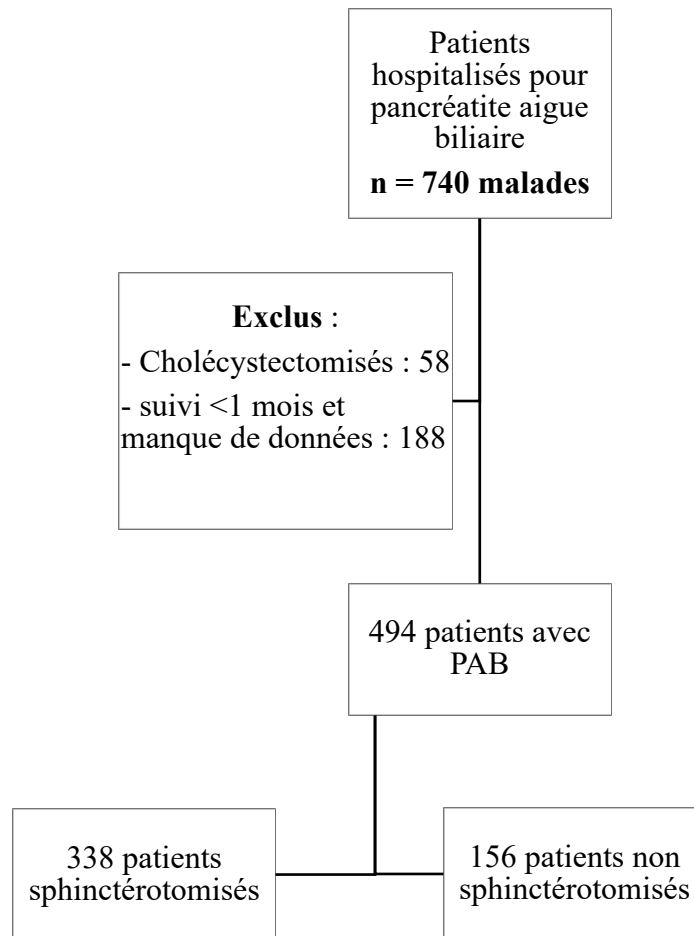 Patients
hospitalisés pour
pancréatite aigue
biliaire
n = 740 malades
Exclus :
- Cholécystectomisés : 58
- suivi <1 mois et
manque de données : 188
494 patients avec
PAB
338 patients
sphinctérotomisés
156 patients non
sphinctérotomisés